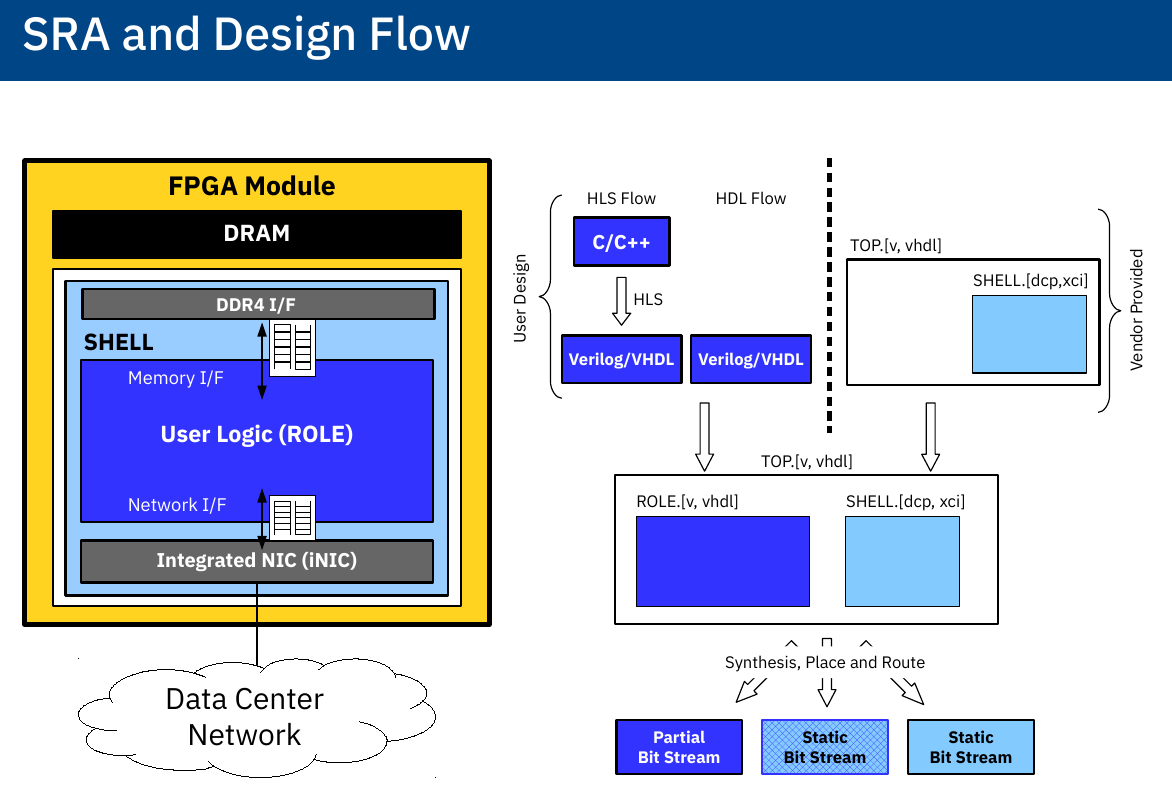 SRA and Design Flow
FPGA Module
DRAM
DDR4 I/F
SHELL
Memory I/F
User Logic (ROLE)
Network I/F
Integrated NIC (iNIC)
Data Center
Network
User Design
HLS Flow
HDL Flow
C/C++
HLS
Verilog/VHDL
Verilog/VHDL
TOP.[v, vhdl]
SHELL.[dcp,xci]
Vendor Provided
TOP.[v, vhdl]
ROLE.[v, vhdl]
SHELL.[dcp, xci]
Synthesis, Place and Route
Partial
Bit Stream
Static
Bit Stream
Static
Bit Stream